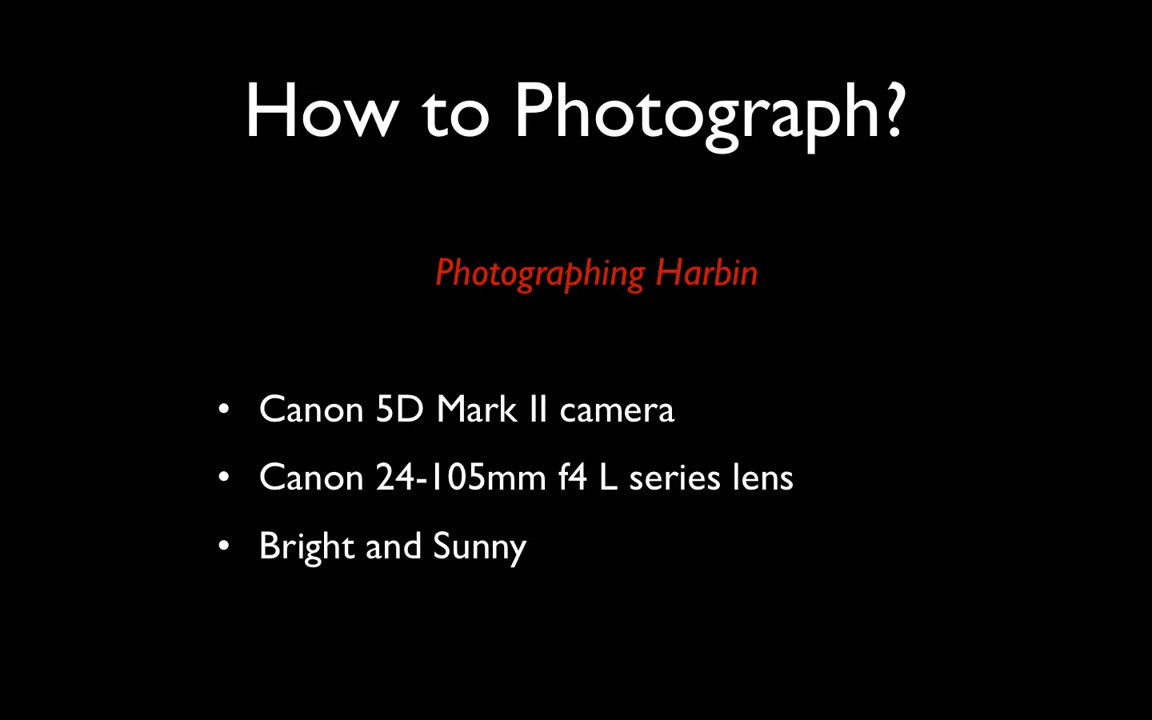 How to Photograph?
Photographing Harbin
• Canon 5D Mark II camera
• Canon 24-105mm f4 L series lens
• Bright and Sunny